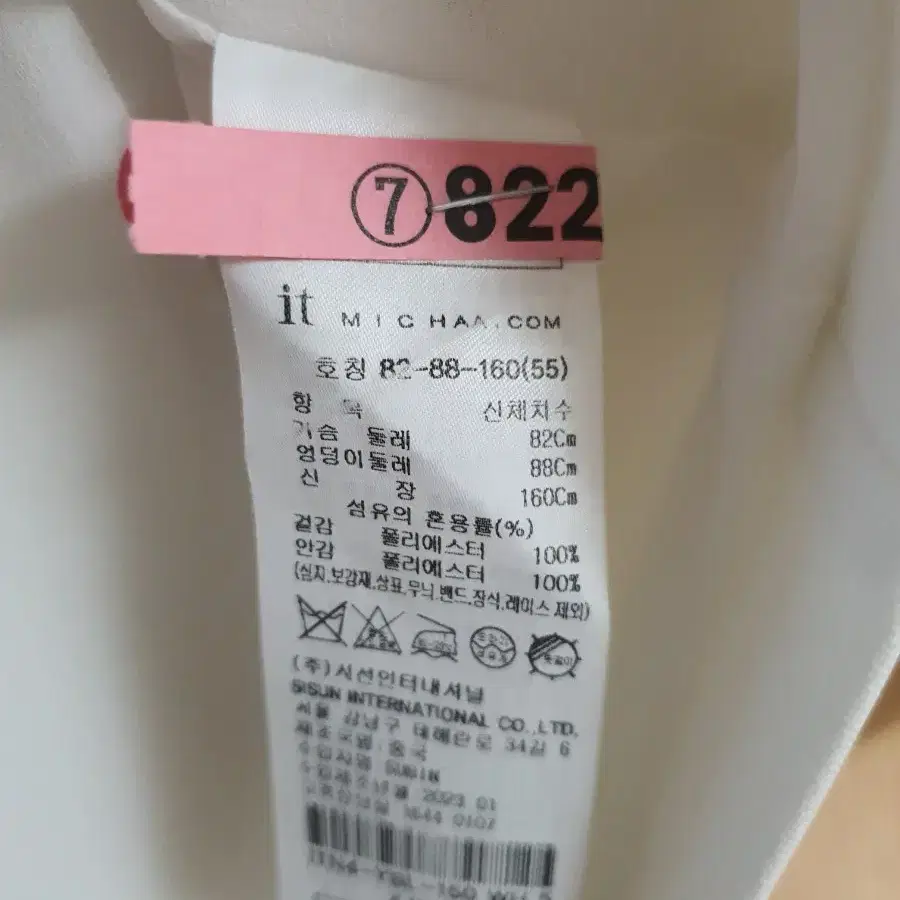 ⑦822
it MICHAA.COM
호칭 82-88-160(55)
항 목 신체치수
가슴 둘레 82Cm
엉덩이둘레 88Cm
신 장 160Cm
섬유의 혼용률(%)
겉감 폴리에스터 100%
안감 폴리에스터 100%
(심지,보강재,상표,무늬,밴드,장식,레이스 제외)
(주)시선인터내셔널
SISUN INTERNATIONAL CO.,LTD.
서울 강남구 테헤란로 34길 6
제조국명:중국
2023 01
1644 0107